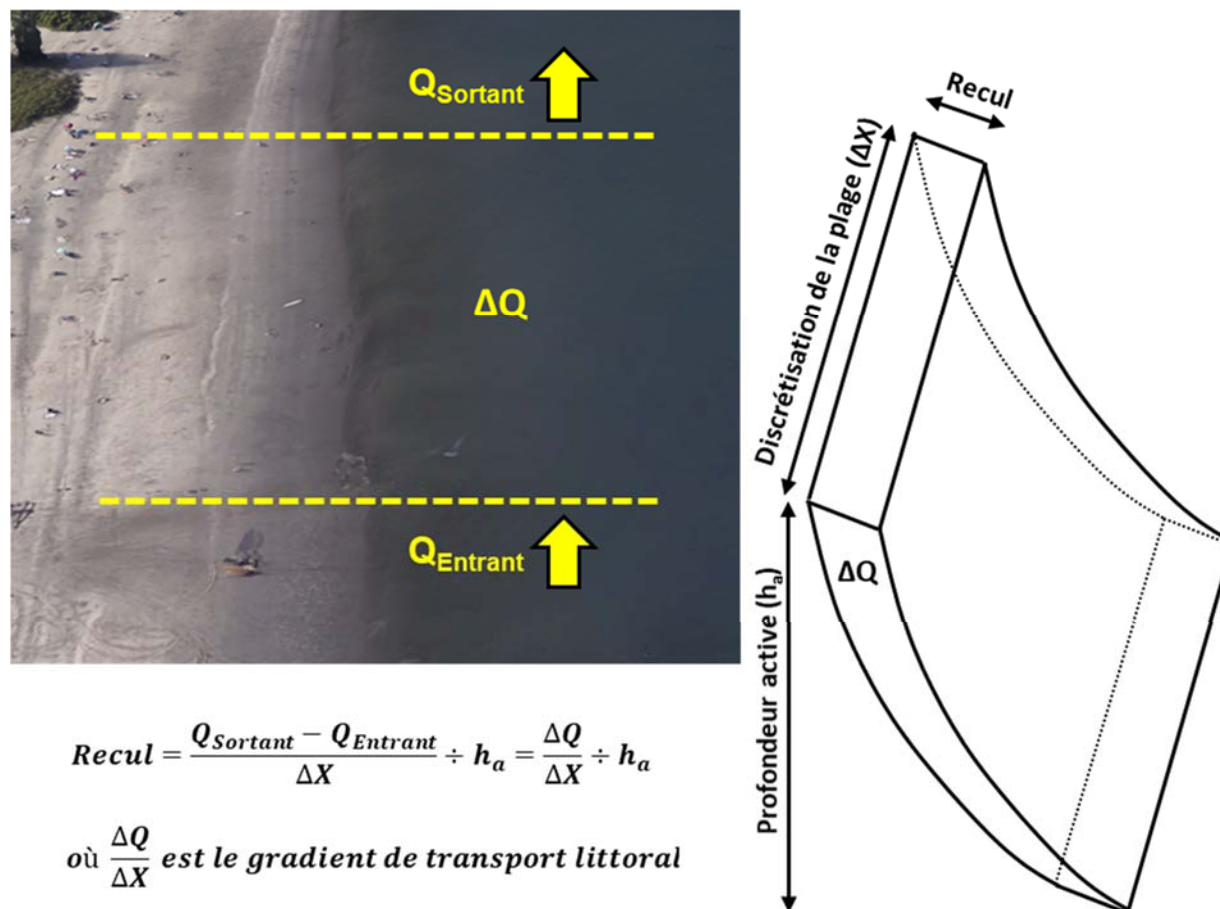 Q_Sortant
ΔQ
Q_Entrant
Recul
Discrétisation de la plage (ΔX)
ΔQ
Profondeur active (h_a)
Recul = (Q_Sortant − Q_Entrant) / ΔX ÷ h_a = ΔQ / ΔX ÷ h_a
où ΔQ / ΔX est le gradient de transport littoral